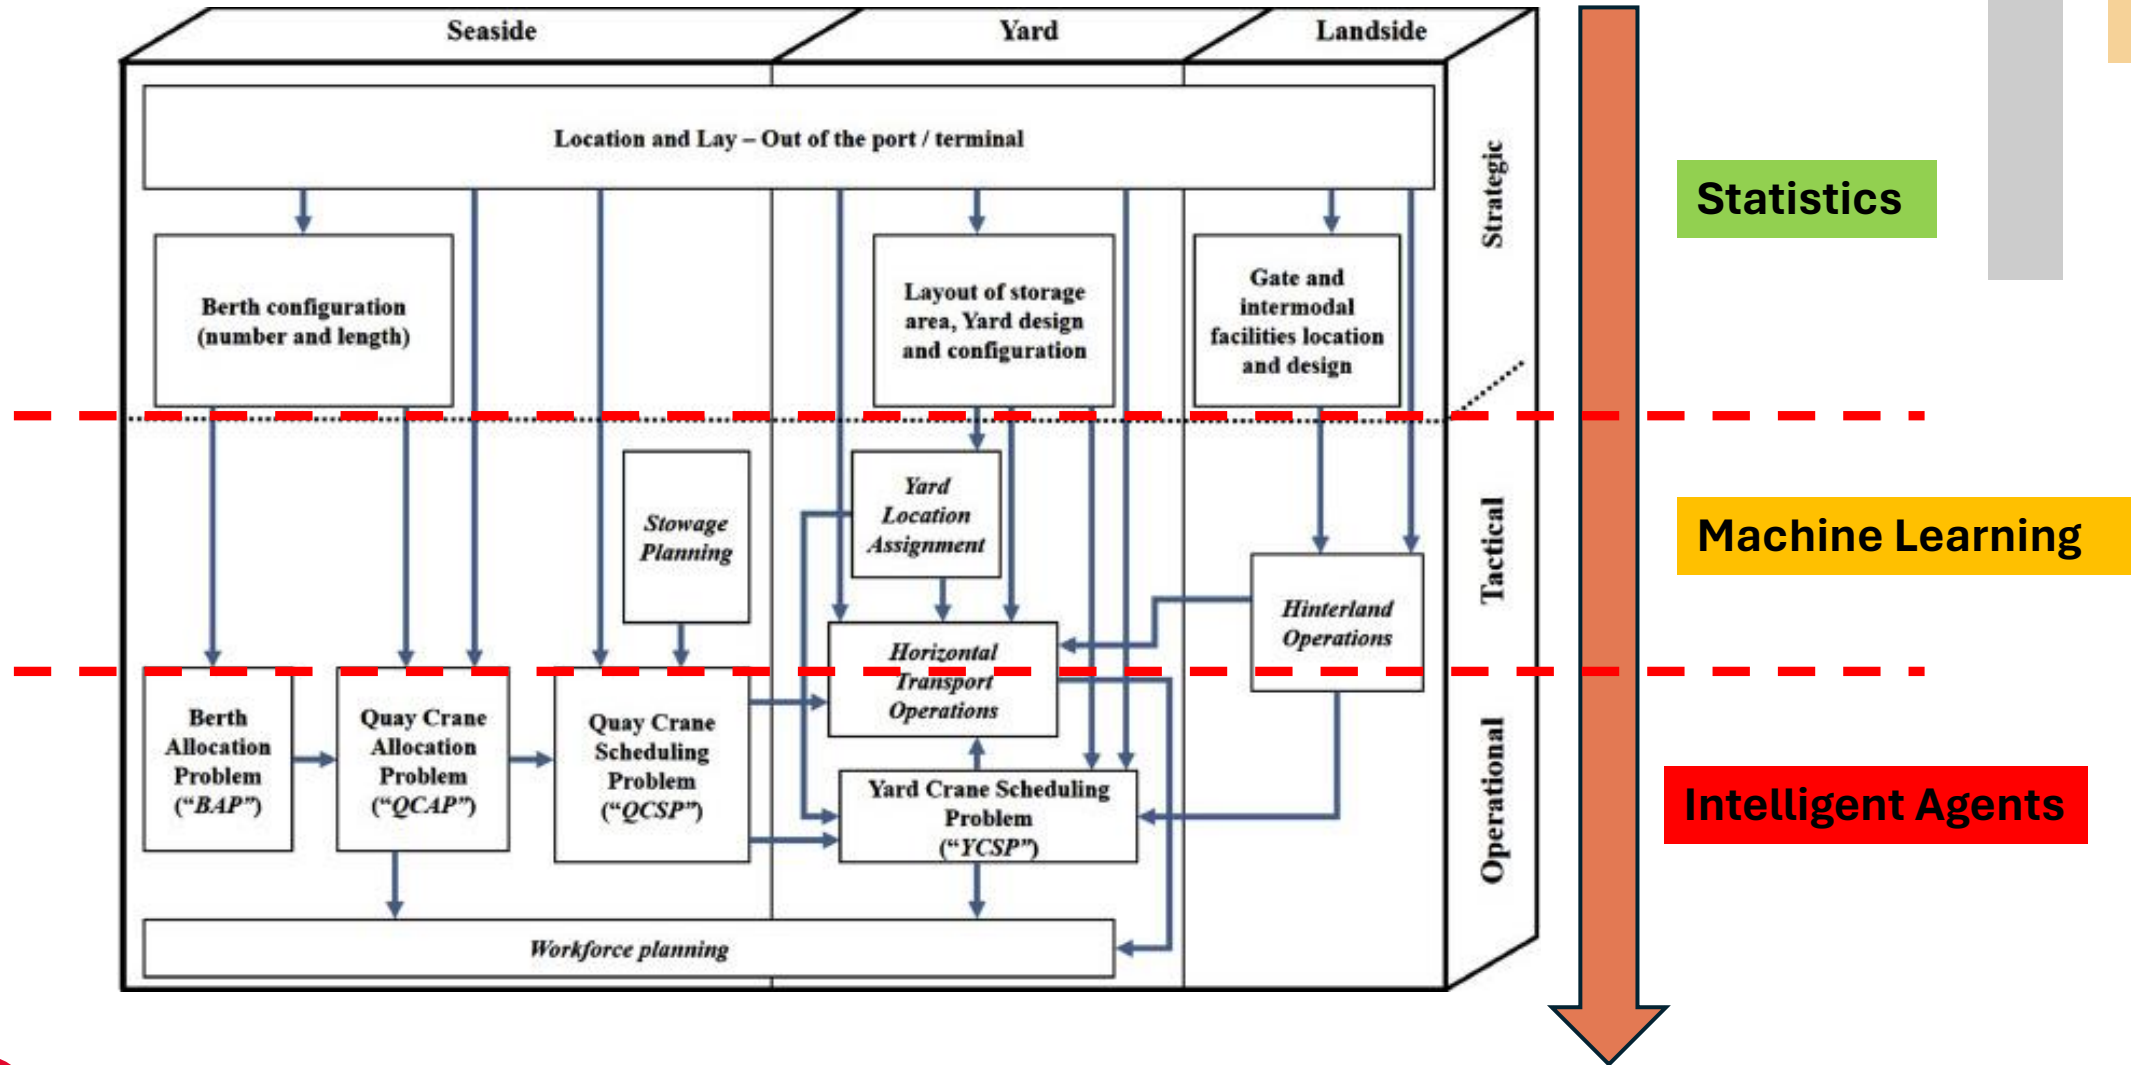 Seaside
Yard
Landside
Location and Lay – Out of the port / terminal
Strategic
Statistics
Berth configuration
(number and length)
Layout of storage
area, Yard design
and configuration
Gate and
intermodal
facilities location
and design
Stowage
Planning
Yard
Location
Assignment
Tactical
Machine Learning
Hinterland
Operations
Horizontal
Transport
Operations
Berth
Allocation
Problem
(“BAP”)
Quay Crane
Allocation
Problem
(“QCAP”)
Quay Crane
Scheduling
Problem
(“QCSP”)
Yard Crane Scheduling
Problem
(“YCSP”)
Operational
Intelligent Agents
Workforce planning